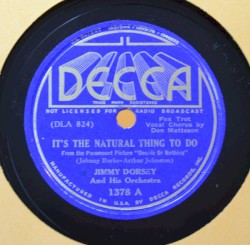 DECCA
TRADE MARK REGISTERED
NOT LICENSED FOR RADIO BROADCAST
(DLA 824)
Fox Trot
Vocal Chorus by
Don Matteson
IT'S THE NATURAL THING TO DO
From the Paramount Picture "Double Or Nothing"
(Johnny Burke-Arthur Johnston)
JIMMY DORSEY
And His Orchestra
1378 A
MANUFACTURED IN U.S.A. BY DECCA RECORDS, INC.